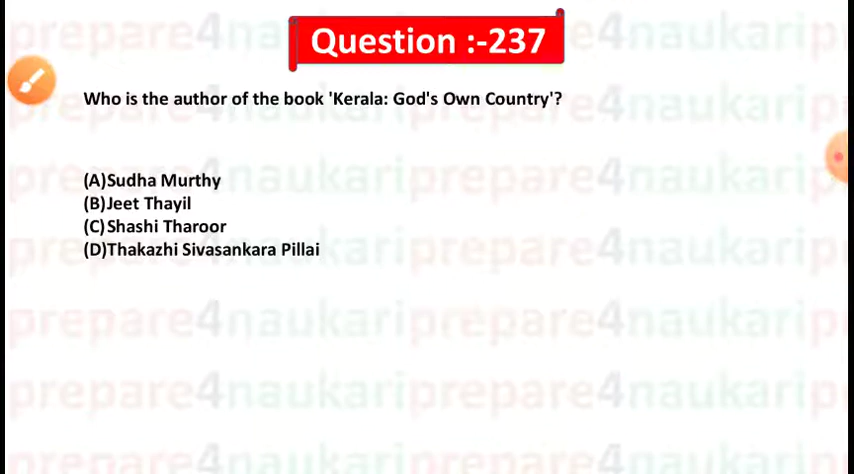 Question :-237
Who is the author of the book 'Kerala: God's Own Country'?
(A)Sudha Murthy
(B)Jeet Thayil
(C)Shashi Tharoor
(D)Thakazhi Sivasankara Pillai
prepare4naukari